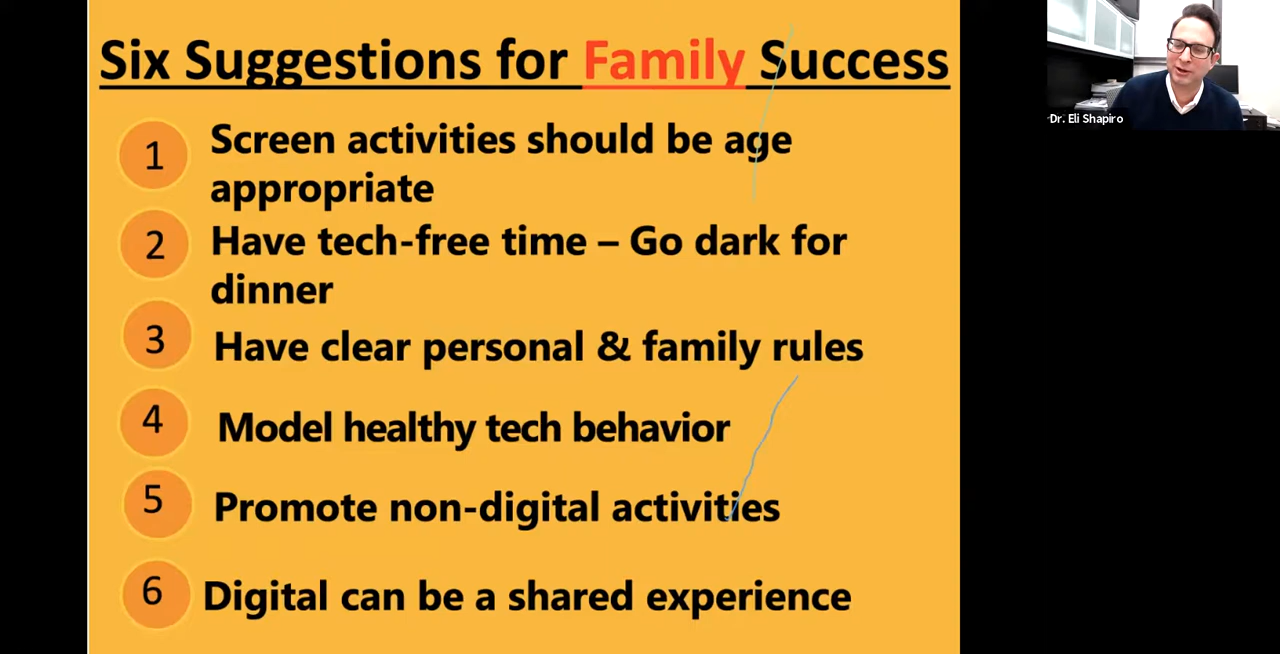 Six Suggestions for Family Success
Dr. Eli Shapiro
1
Screen activities should be age
appropriate
2
Have tech-free time – Go dark for
dinner
3
Have clear personal & family rules
4
Model healthy tech behavior
5
Promote non-digital activities
6
Digital can be a shared experience